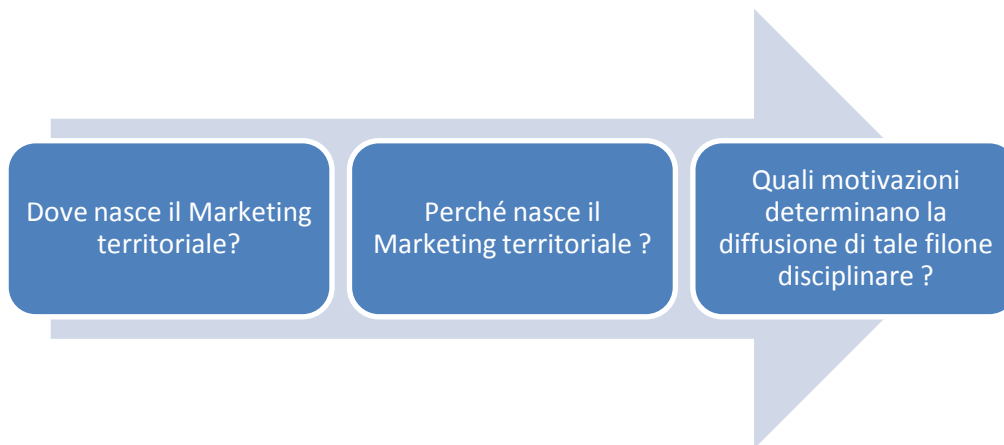 Dove nasce il Marketing
territoriale?
Perché nasce il
Marketing territoriale ?
Quali motivazioni
determinano la
diffusione di tale filone
disciplinare ?